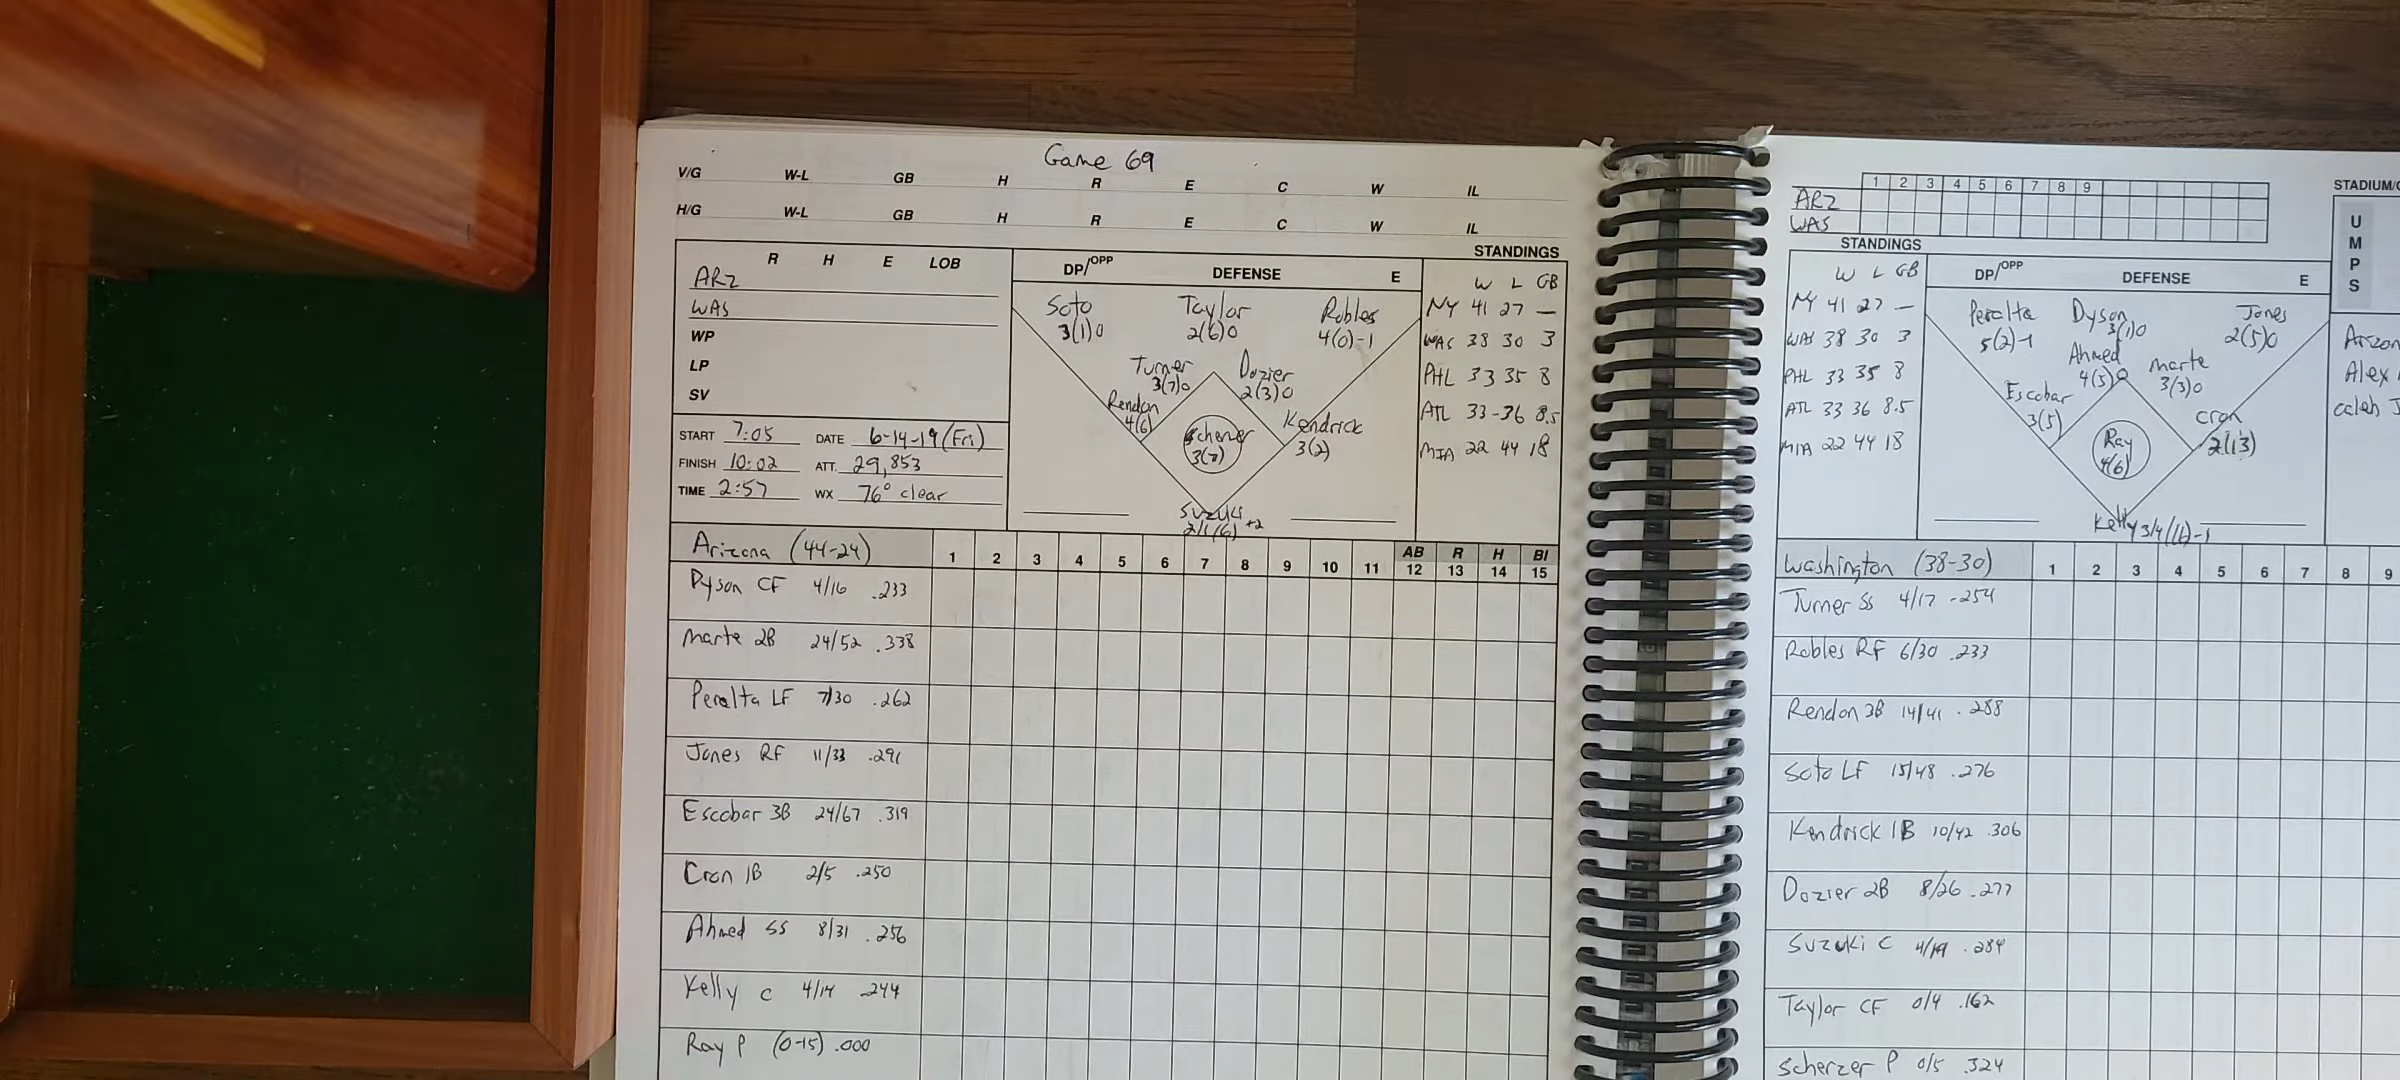 Game 69
V/G W-L GB H R E C W IL
H/G W-L GB H R E C W IL
R H E LOB
ARZ
WAS
WP
LP
SV
START 7:05 DATE 6-14-19 (Fri)
FINISH 10:02 ATT. 29,853
TIME 2:57 WX 76° clear
DP/OPP DEFENSE E
Soto Taylor Robles
3(1)0 2(6)0 4(0)-1
Turner Dozier
3(7)0 2(3)0
Rendon Kendrick
4(6) 3(2)
Scherzer
3(7)
Suzuki
STANDINGS
W L GB
NY 41 27 —
WAS 38 30 3
PHL 33 35 8
ATL 33-36 8.5
MIA 22 44 18
Arizona (44-24) 1 2 3 4 5 6 7 8 9 10 11 12 13 14 15
AB R H BI
Dyson CF 4/16 .233
Marte 2B 24/52 .338
Peralta LF 7/30 .262
Jones RF 11/33 .291
Escobar 3B 24/67 .319
Cron 1B 2/5 .250
Ahmed SS 8/31 .256
Kelly C 4/14 .244
Ray P (0-15) .000
1 2 3 4 5 6 7 8 9
ARZ
WAS
STADIUM/
UMPS
STANDINGS
W L GB
NY 41 27 —
WAS 38 30 3
PHL 33 35 8
ATL 33 36 8.5
MIA 22 44 18
DP/OPP DEFENSE E
Peralta Dyson Jones
5(2)-1 3(1)0 2(5)0
Ahmed Marte
4(5)0 3(3)0
Escobar Cron
3(5) 2(13)
Ray
4(6)
Kelly
Alex
Caleb J
Washington (38-30) 1 2 3 4 5 6 7 8 9
Turner SS 4/17 .254
Robles RF 6/30 .233
Rendon 3B 14/41 .288
Soto LF 15/48 .276
Kendrick 1B 10/42 .306
Dozier 2B 8/26 .277
Suzuki C 4/19 .284
Taylor CF 0/4 .162
Scherzer P 0/5 .324